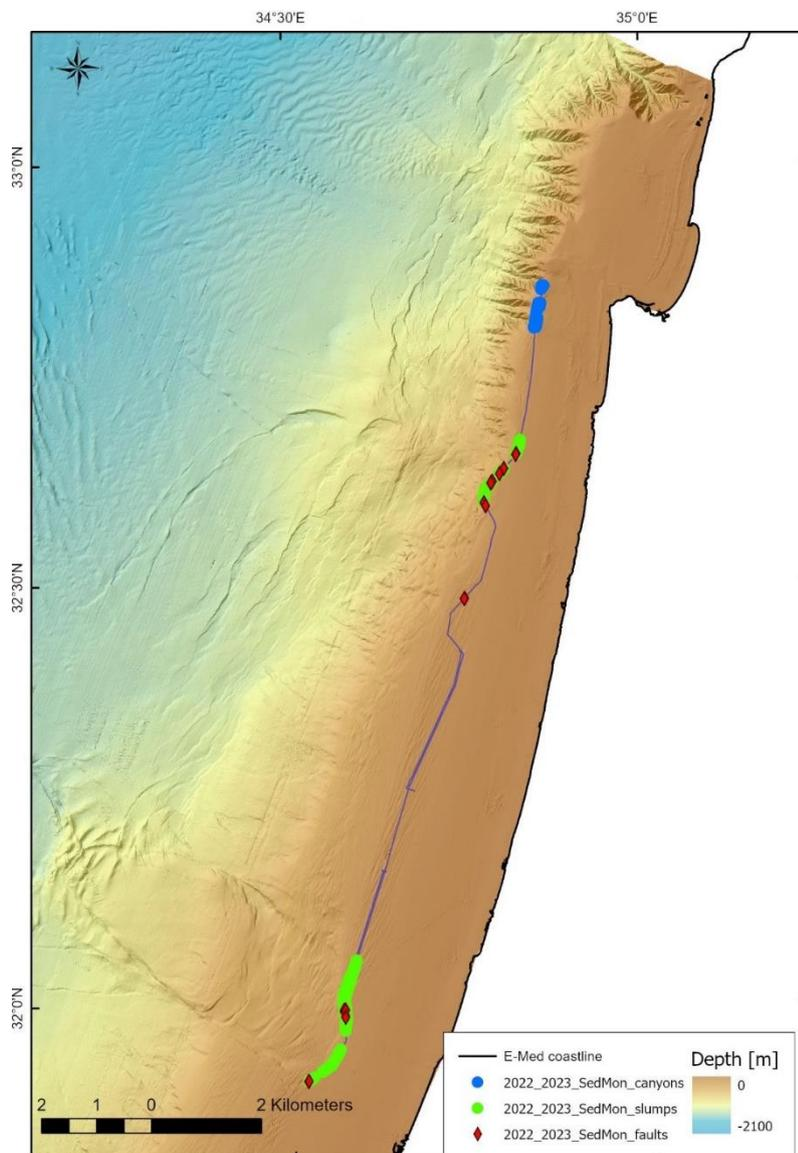 34°30'E 35°0'E
33°0'N
32°30'N
32°0'N
E-Med coastline
2022_2023_SedMon_canyons
2022_2023_SedMon_slumps
2022_2023_SedMon_faults
Depth [m]
0
-2100
2 1 0 2 Kilometers